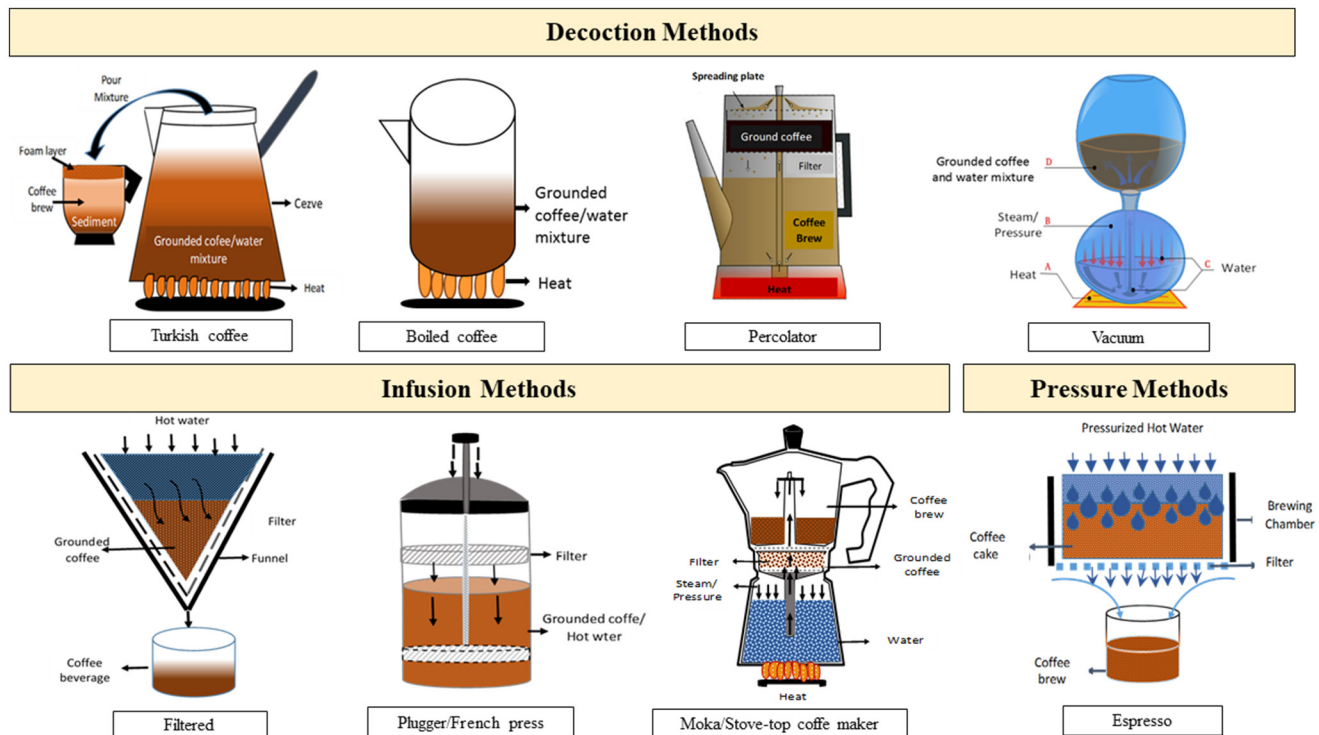 Decoction Methods
Pour
Mixture
Foam layer
Coffee
brew
Sediment
Cezve
Grounded cofee/water
mixture
Heat
Turkish coffee
Grounded
coffee/water
mixture
Heat
Boiled coffee
Spreading plate
Ground coffee
Filter
Coffee
Brew
Heat
Percolator
Grounded coffee
and water mixture
D
Steam/
Pressure
B
Heat
A
C
Water
Vacuum
Infusion Methods
Hot water
Filter
Grounded
coffee
Funnel
Coffee
beverage
Filtered
Filter
Grounded coffe/
Hot wter
Plugger/French press
Coffee
brew
Filter
Grounded
coffee
Steam/
Pressure
Water
Heat
Moka/Stove-top coffe maker
Pressure Methods
Pressurized Hot Water
Brewing
Chamber
Coffee
cake
Filter
Coffee
brew
Espresso